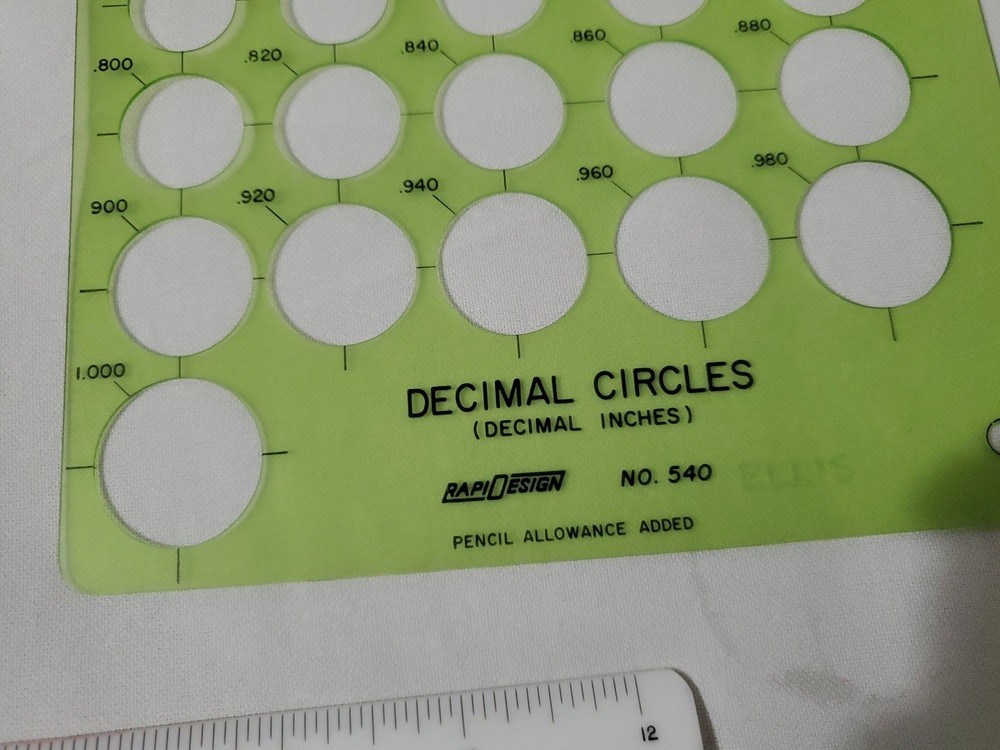 .800 .820 .840 .860 .880
900 .920 .940 .960 .980
1.000
DECIMAL CIRCLES
(DECIMAL INCHES)
RAPIDESIGN NO. 540 ELLIS
PENCIL ALLOWANCE ADDED
12